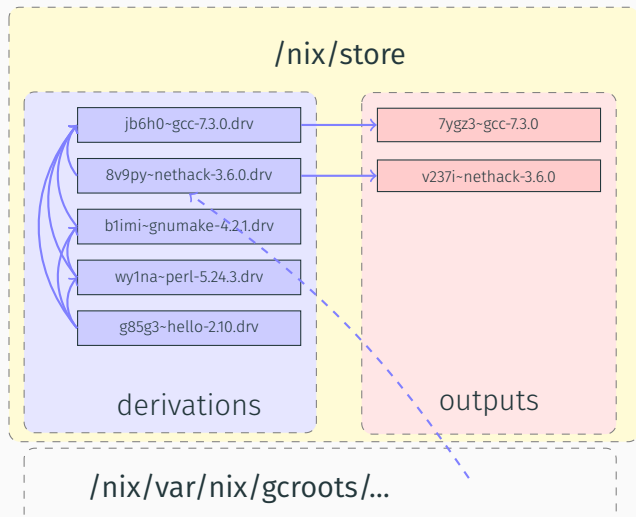 /nix/store
jb6h0~gcc-7.3.0.drv
8v9py~nethack-3.6.0.drv
b1imi~gnumake-4.2.1.drv
wy1na~perl-5.24.3.drv
g85g3~hello-2.10.drv
derivations
7ygz3~gcc-7.3.0
v237i~nethack-3.6.0
outputs
/nix/var/nix/gcroots/...